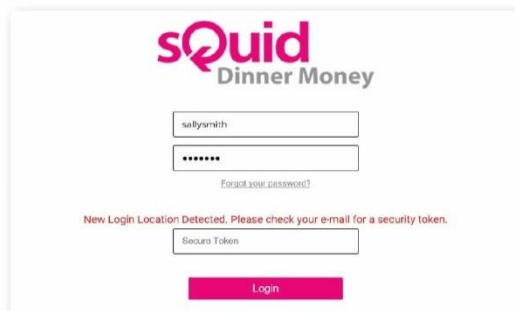 sQuid
Dinner Money
sallysmith
•••••••
Forgot your password?
New Login Location Detected. Please check your e-mail for a security token.
Secure Token
Login